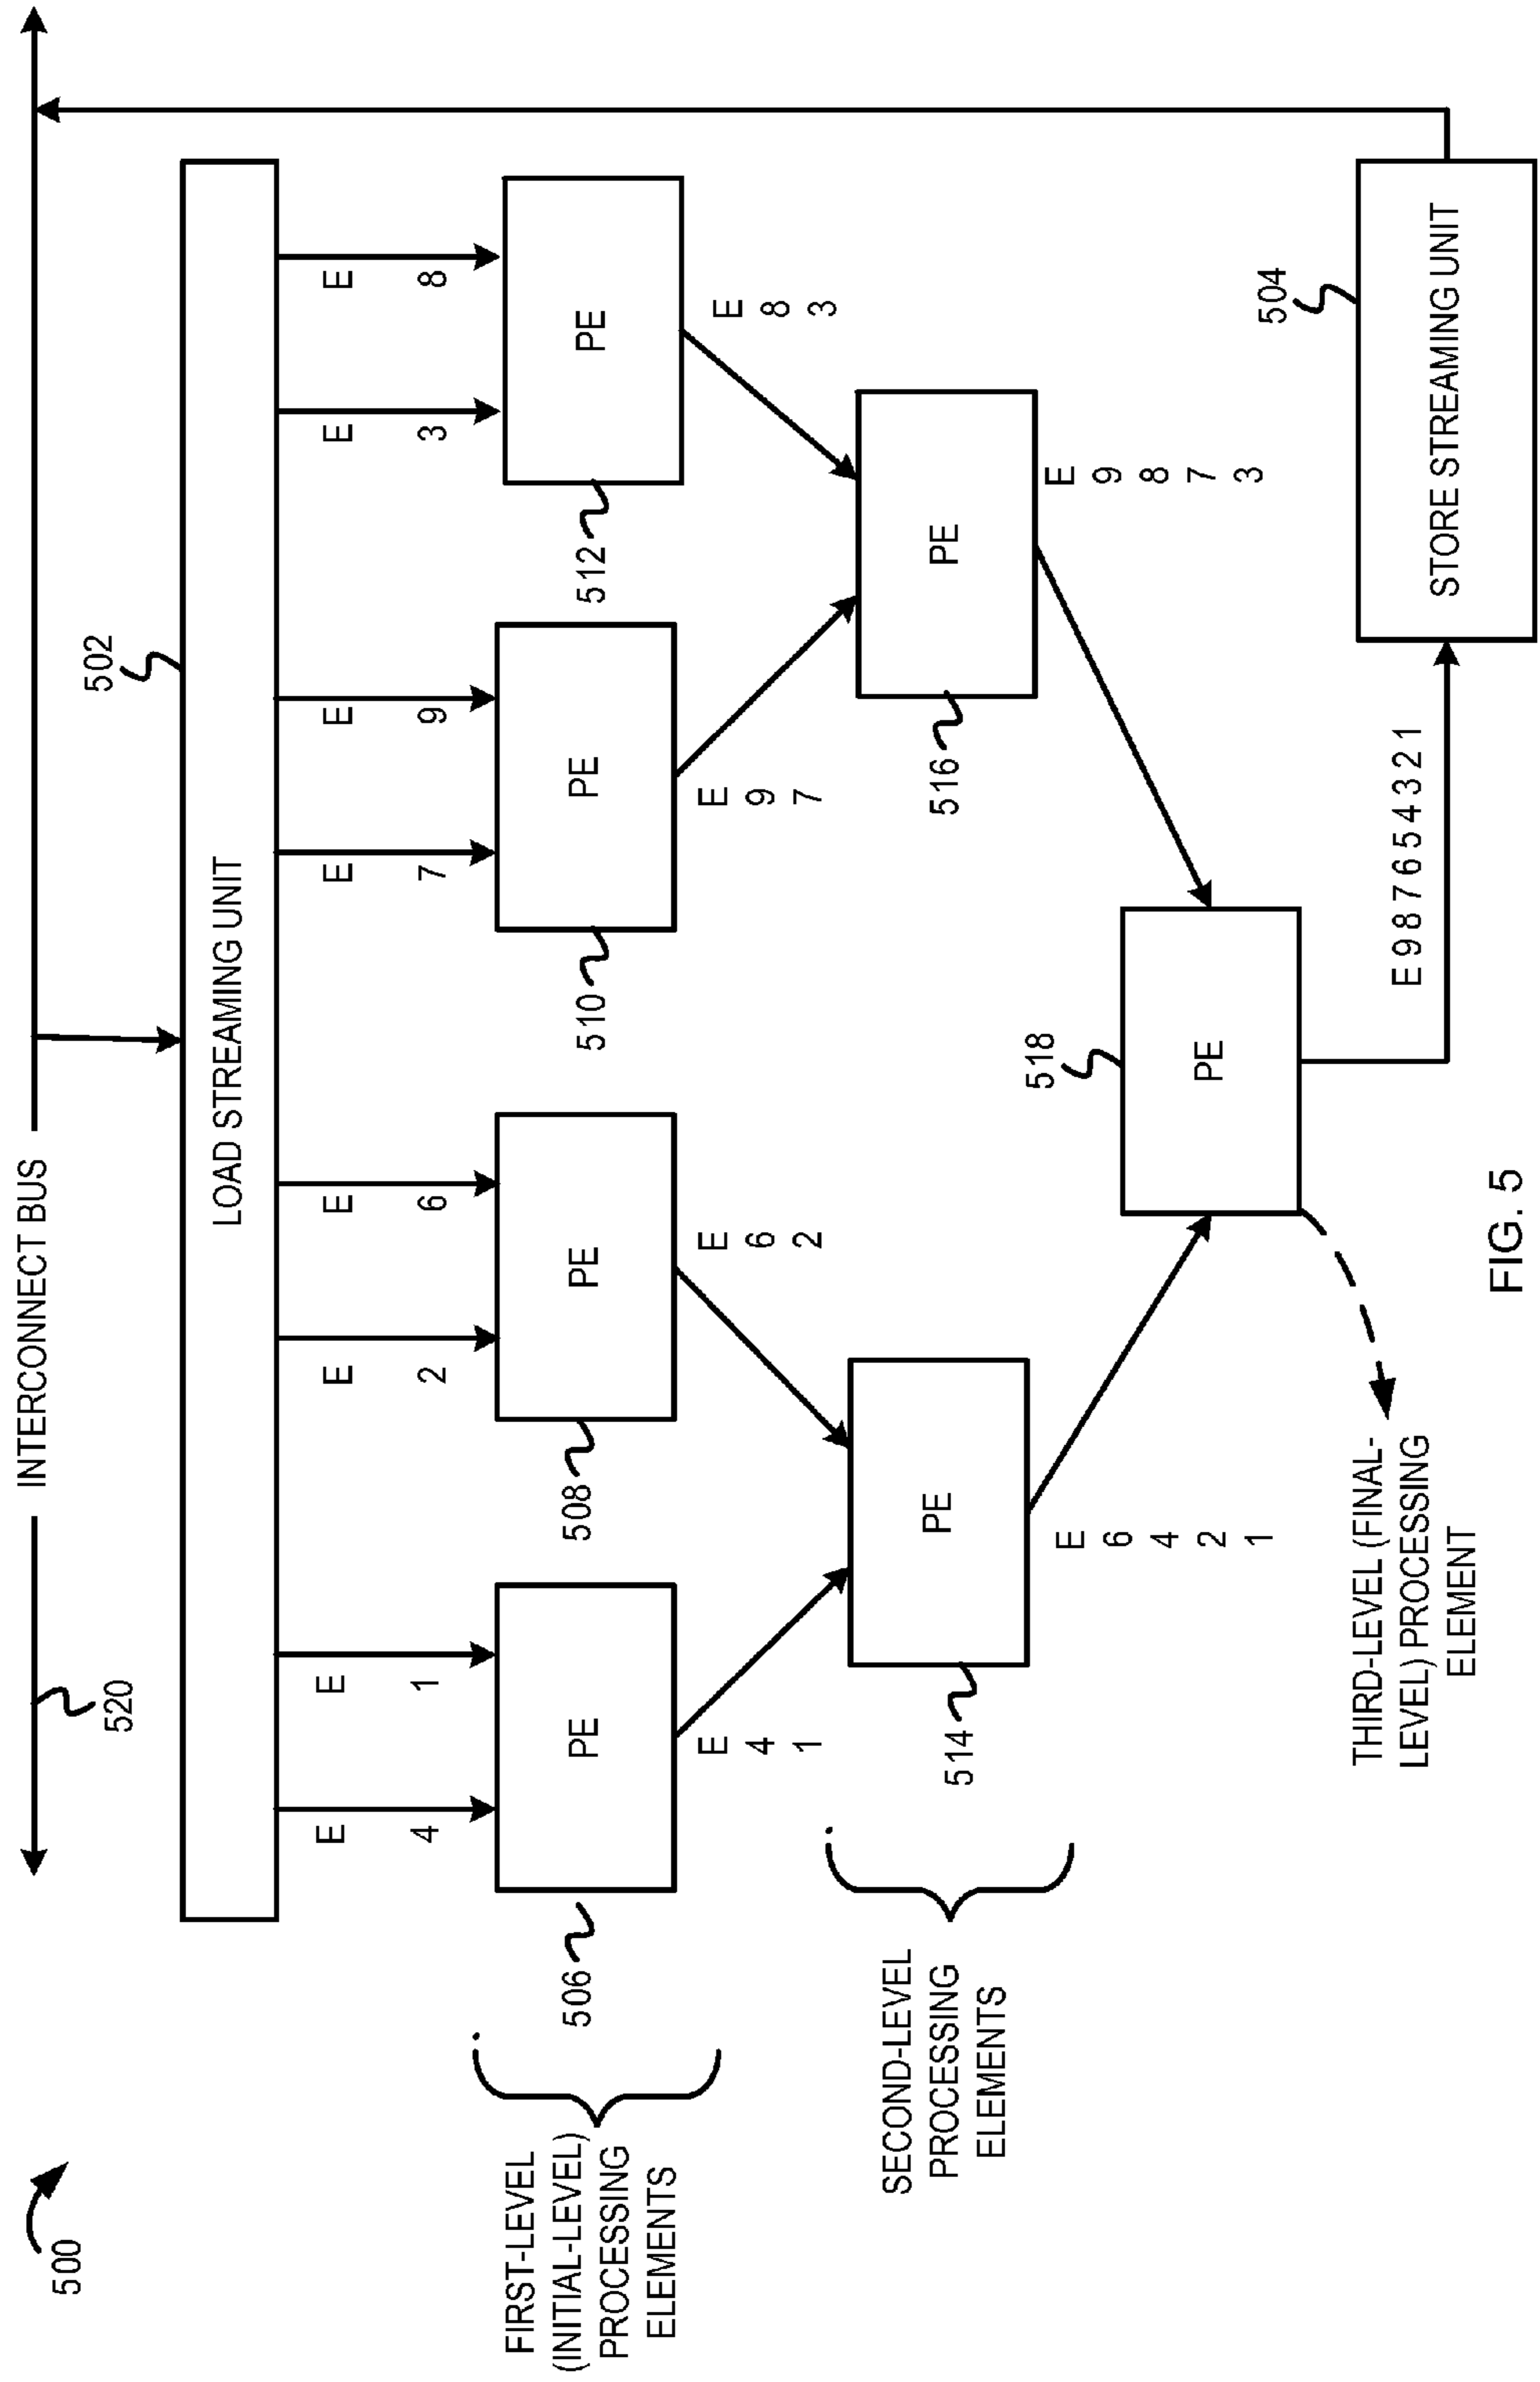 500
INTERCONNECT BUS
520
502
LOAD STREAMING UNIT
E
4
E
1
E
2
E
6
E
7
E
9
E
3
E
8
FIRST-LEVEL
(INITIAL-LEVEL)
PROCESSING
ELEMENTS
506
PE
508
PE
510
PE
512
PE
E
4
1
E
6
2
E
9
7
E
8
3
SECOND-LEVEL
PROCESSING
ELEMENTS
514
PE
516
PE
E
6
4
2
1
E
9
8
7
3
518
PE
THIRD-LEVEL (FINAL-
LEVEL) PROCESSING
ELEMENT
E 9 8 7 6 5 4 3 2 1
504
STORE STREAMING UNIT
FIG. 5